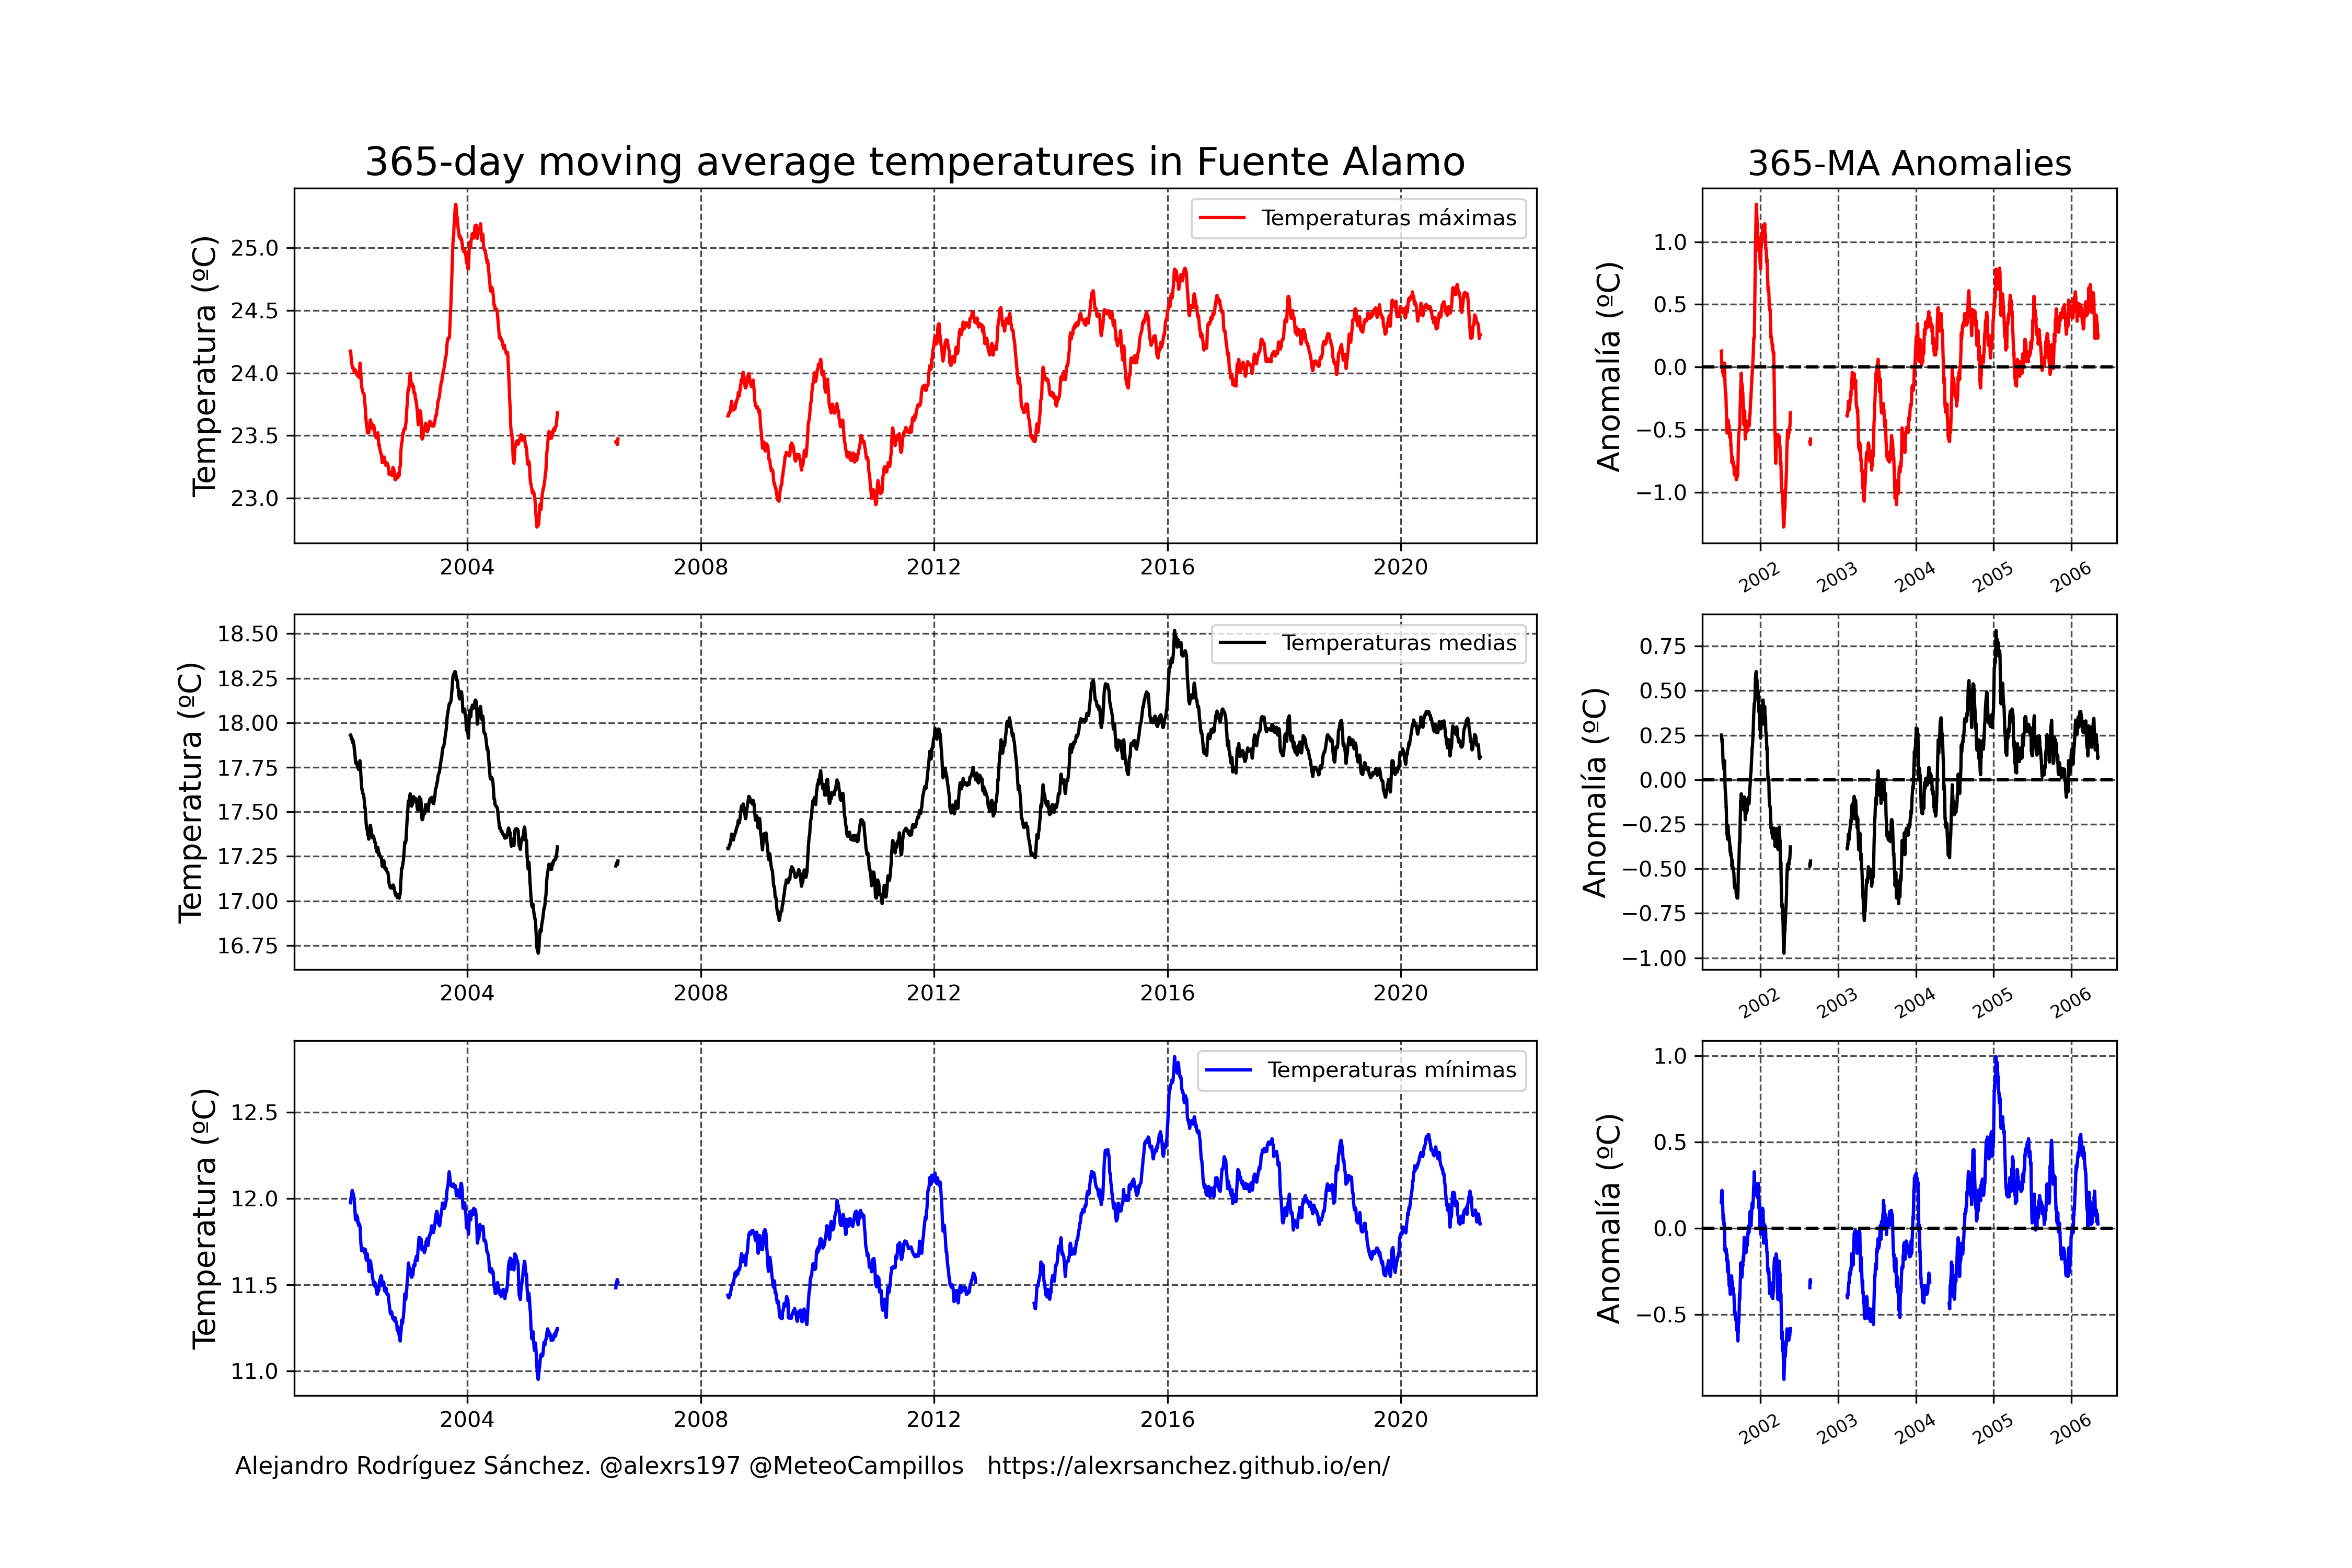 365-day moving average temperatures in Fuente Alamo
365-MA Anomalies
Temperatura (ºC)
25.0
24.5
24.0
23.5
23.0
Temperaturas máximas
2004 2008 2012 2016 2020
Anomalía (ºC)
1.0
0.5
0.0
−0.5
−1.0
2002 2003 2004 2005 2006
Temperatura (ºC)
18.50
18.25
18.00
17.75
17.50
17.25
17.00
16.75
Temperaturas medias
2004 2008 2012 2016 2020
Anomalía (ºC)
0.75
0.50
0.25
0.00
−0.25
−0.50
−0.75
−1.00
2002 2003 2004 2005 2006
Temperatura (ºC)
12.5
12.0
11.5
11.0
Temperaturas mínimas
2004 2008 2012 2016 2020
Anomalía (ºC)
1.0
0.5
0.0
−0.5
2002 2003 2004 2005 2006
Alejandro Rodríguez Sánchez. @alexrs197 @MeteoCampillos https://alexrsanchez.github.io/en/